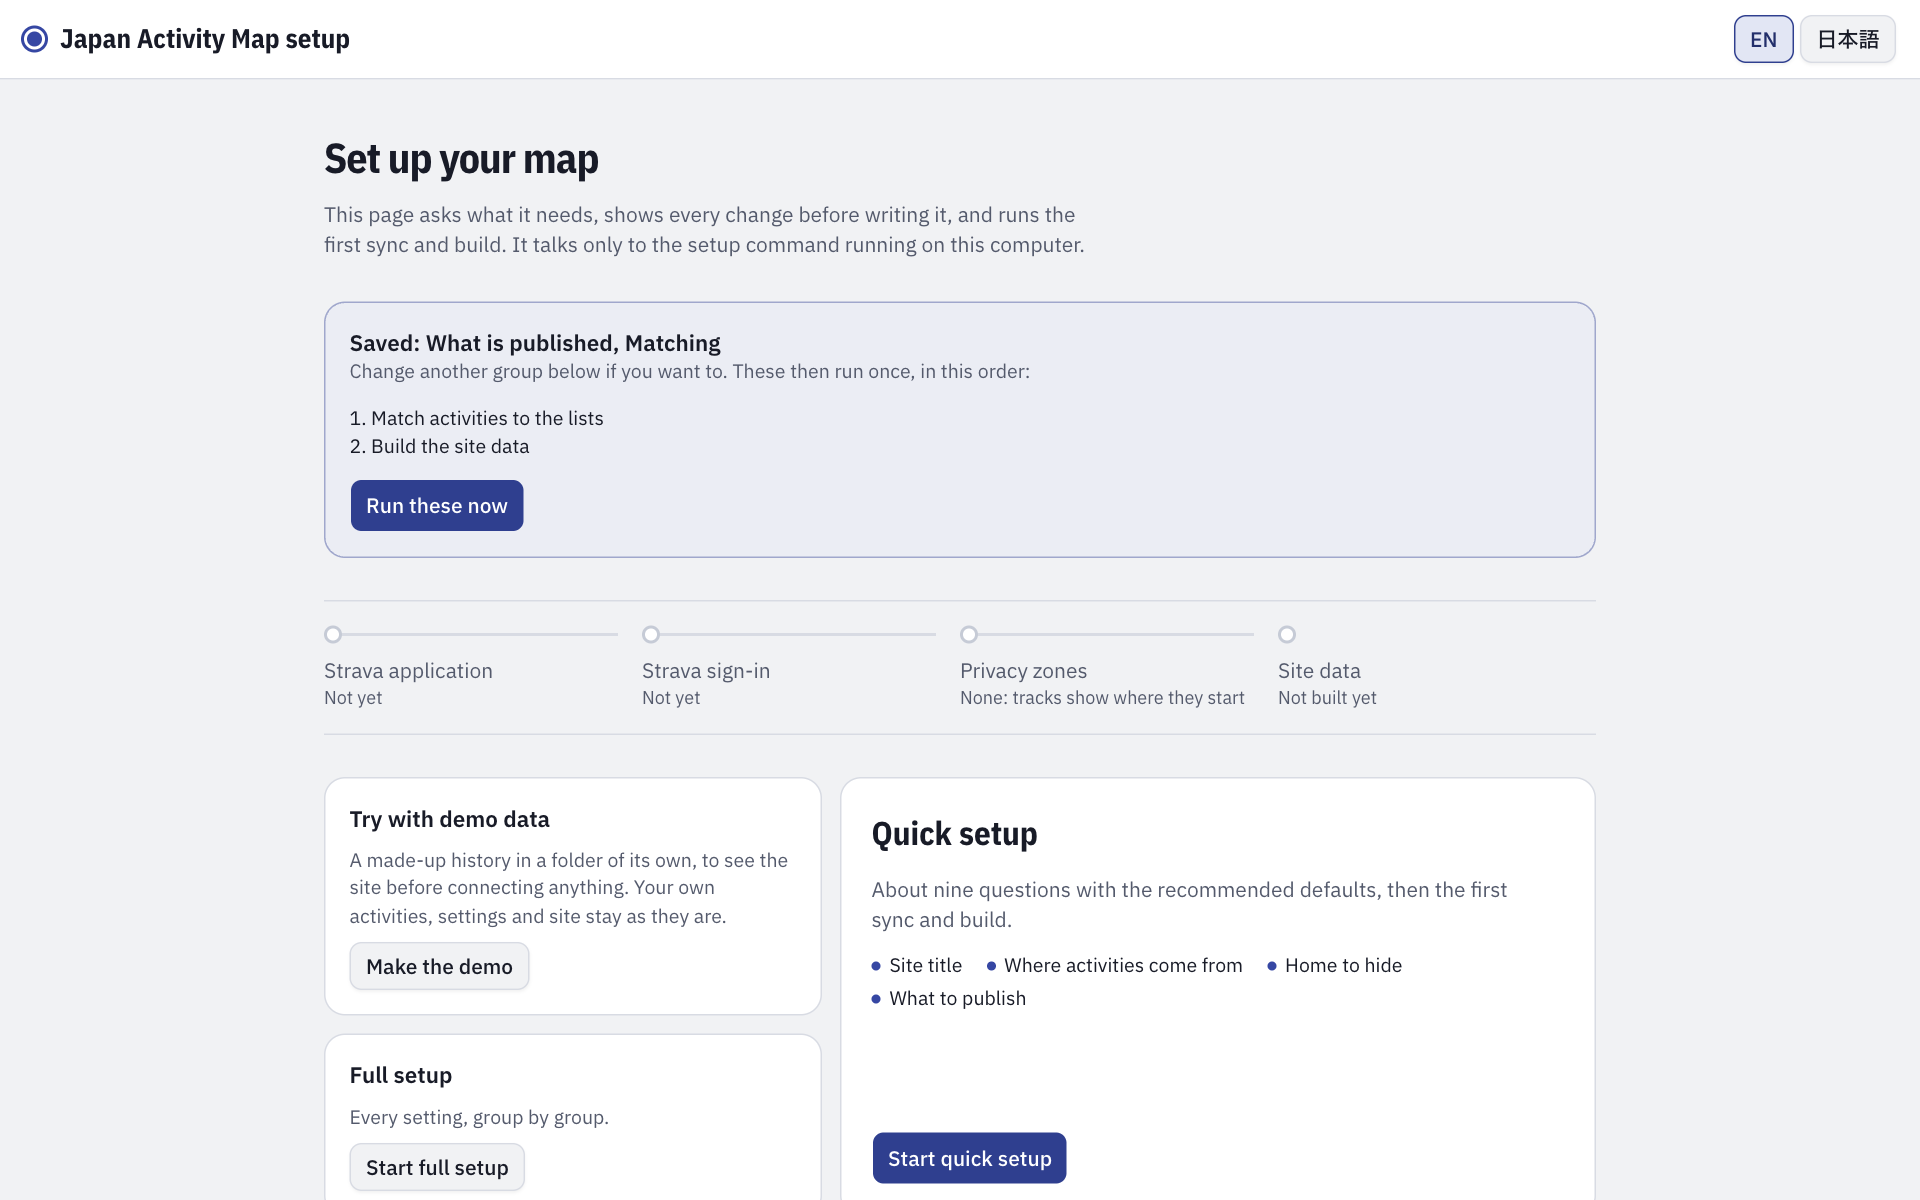 Japan Activity Map setup
EN
日本語
Set up your map
This page asks what it needs, shows every change before writing it, and runs the
first sync and build. It talks only to the setup command running on this computer.
Saved: What is published, Matching
Change another group below if you want to. These then run once, in this order:
1. Match activities to the lists
2. Build the site data
Run these now
Strava application
Not yet
Strava sign-in
Not yet
Privacy zones
None: tracks show where they start
Site data
Not built yet
Try with demo data
A made-up history in a folder of its own, to see the
site before connecting anything. Your own
activities, settings and site stay as they are.
Make the demo
Full setup
Every setting, group by group.
Start full setup
Quick setup
About nine questions with the recommended defaults, then the first
sync and build.
Site title
Where activities come from
Home to hide
What to publish
Start quick setup